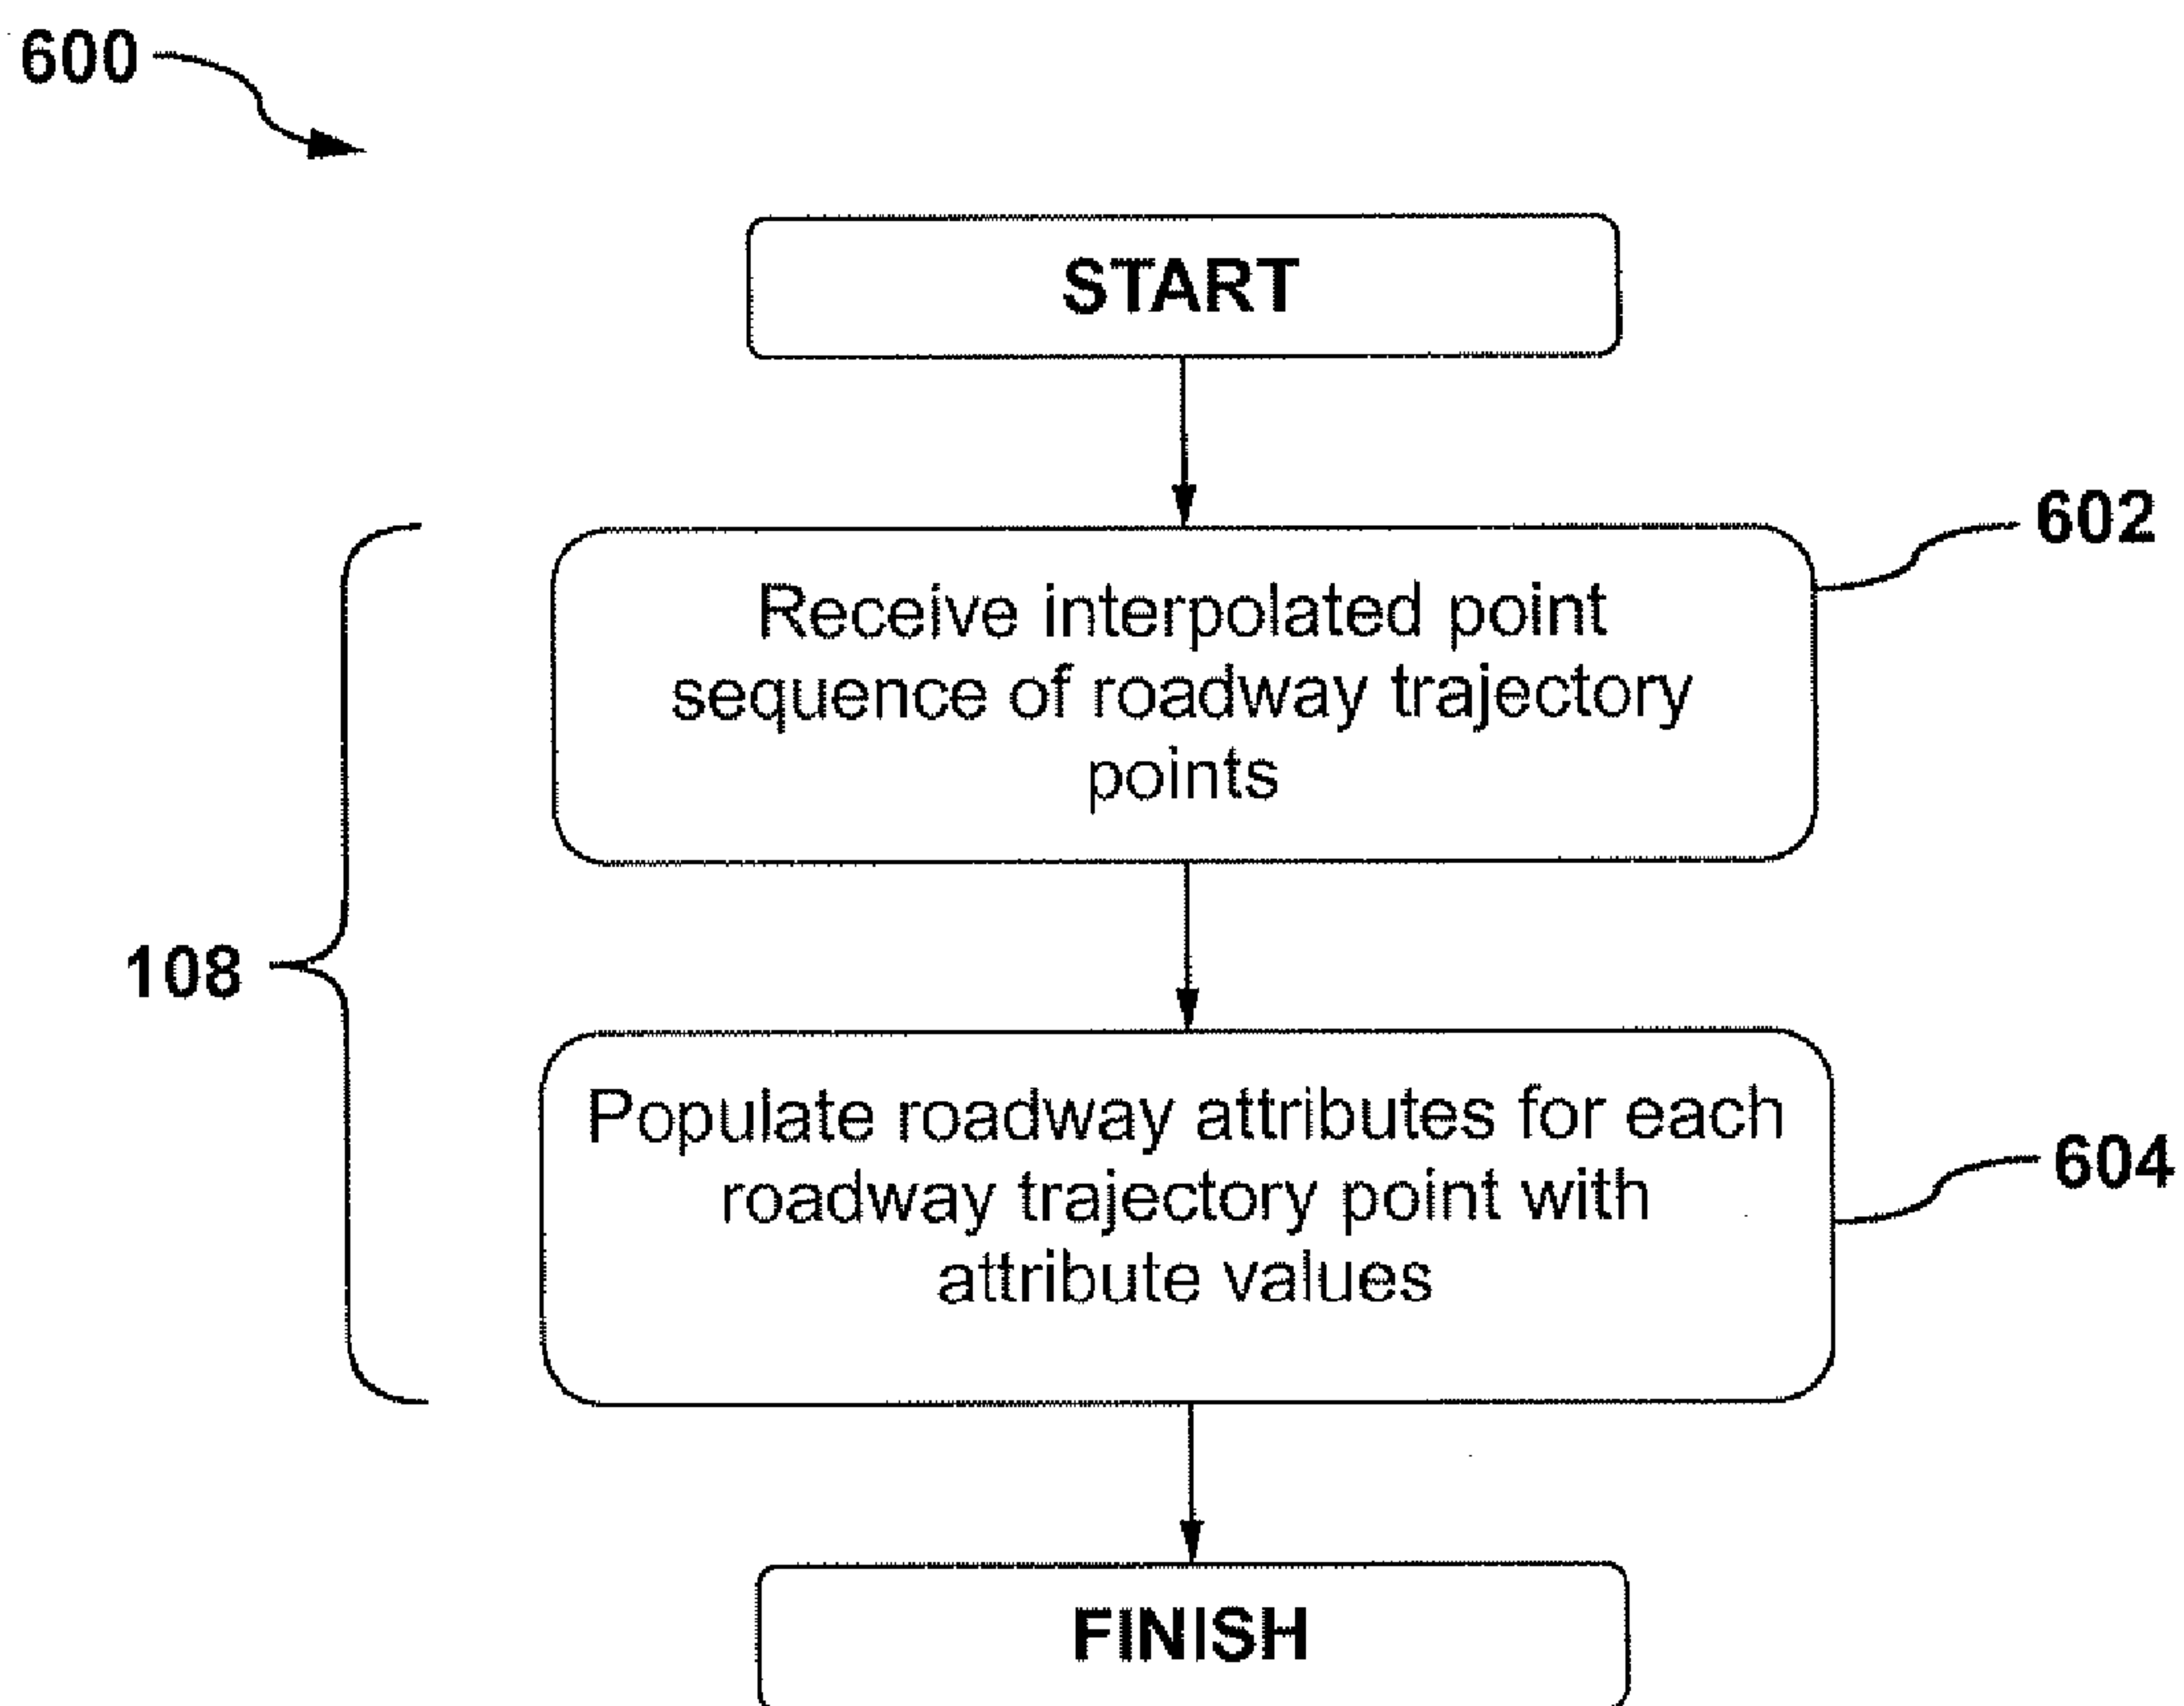 600
START
602
Receive interpolated point
sequence of roadway trajectory
points
108
Populate roadway attributes for each
roadway trajectory point with
attribute values
604
FINISH